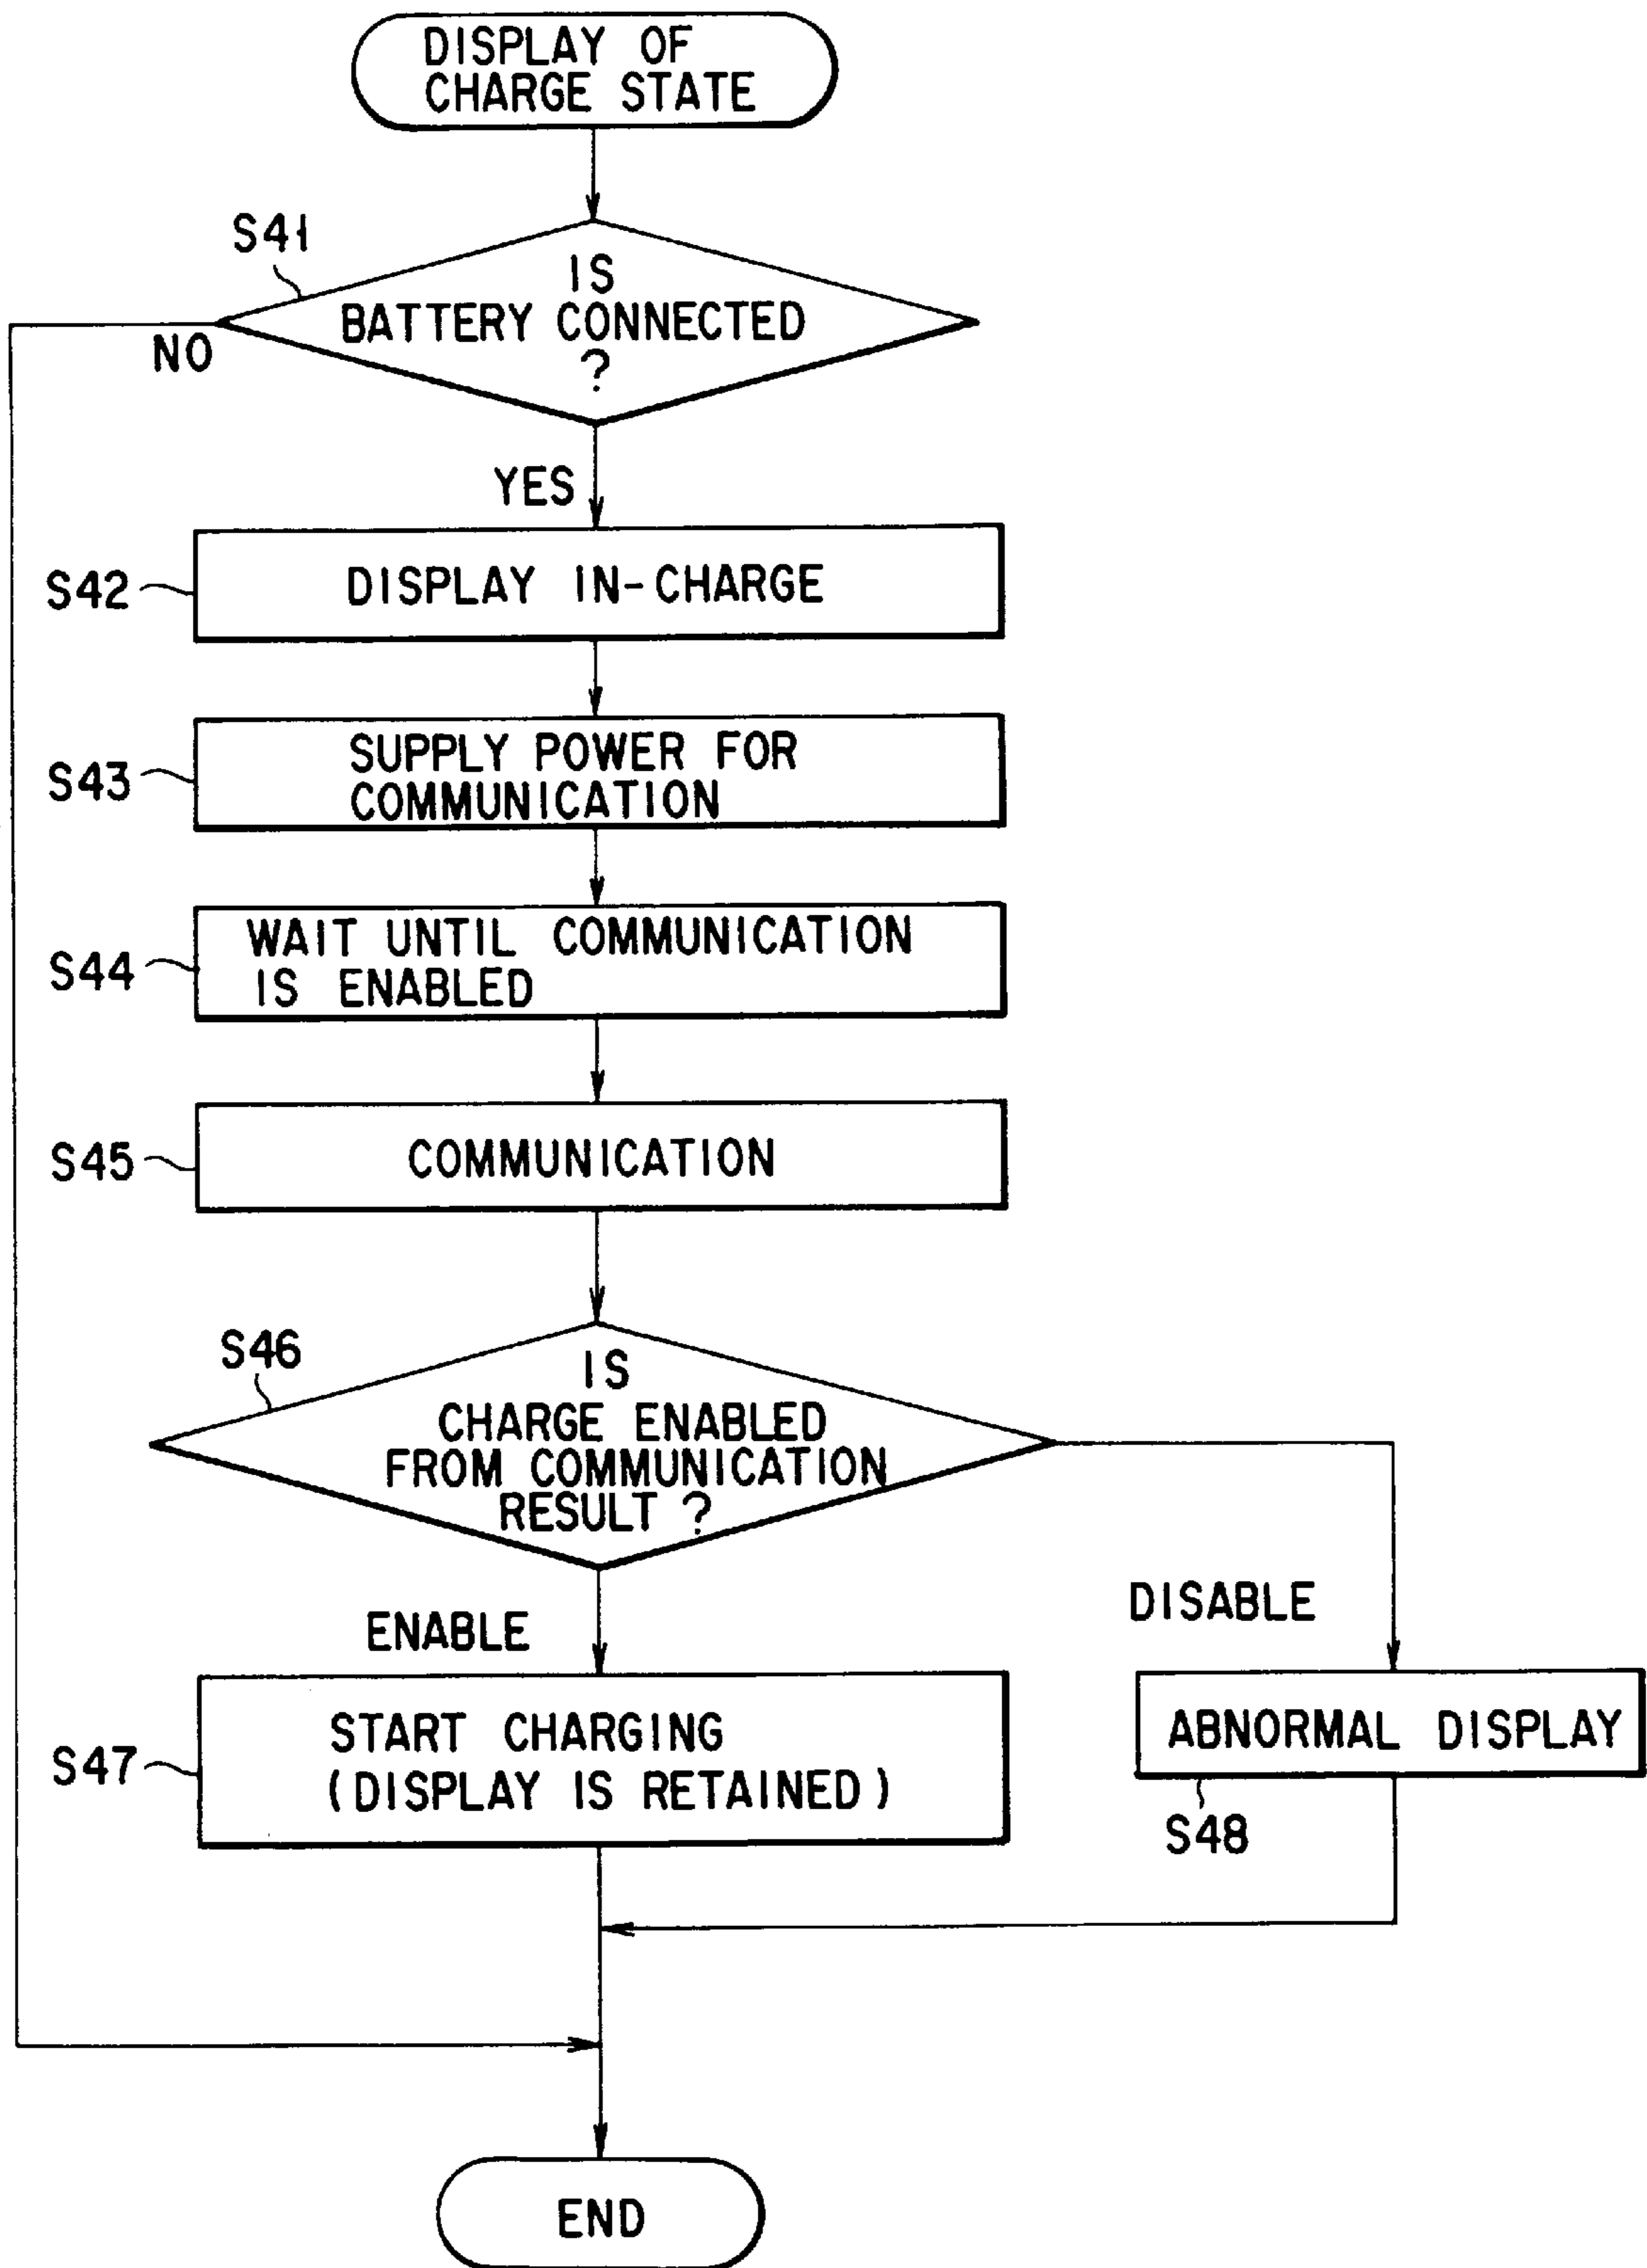 DISPLAY OF
CHARGE STATE
S41
IS
BATTERY CONNECTED
?
NO
YES
S42
DISPLAY IN-CHARGE
S43
SUPPLY POWER FOR
COMMUNICATION
S44
WAIT UNTIL COMMUNICATION
IS ENABLED
S45
COMMUNICATION
S46
IS
CHARGE ENABLED
FROM COMMUNICATION
RESULT ?
ENABLE
DISABLE
S47
START CHARGING
(DISPLAY IS RETAINED)
ABNORMAL DISPLAY
S48
END